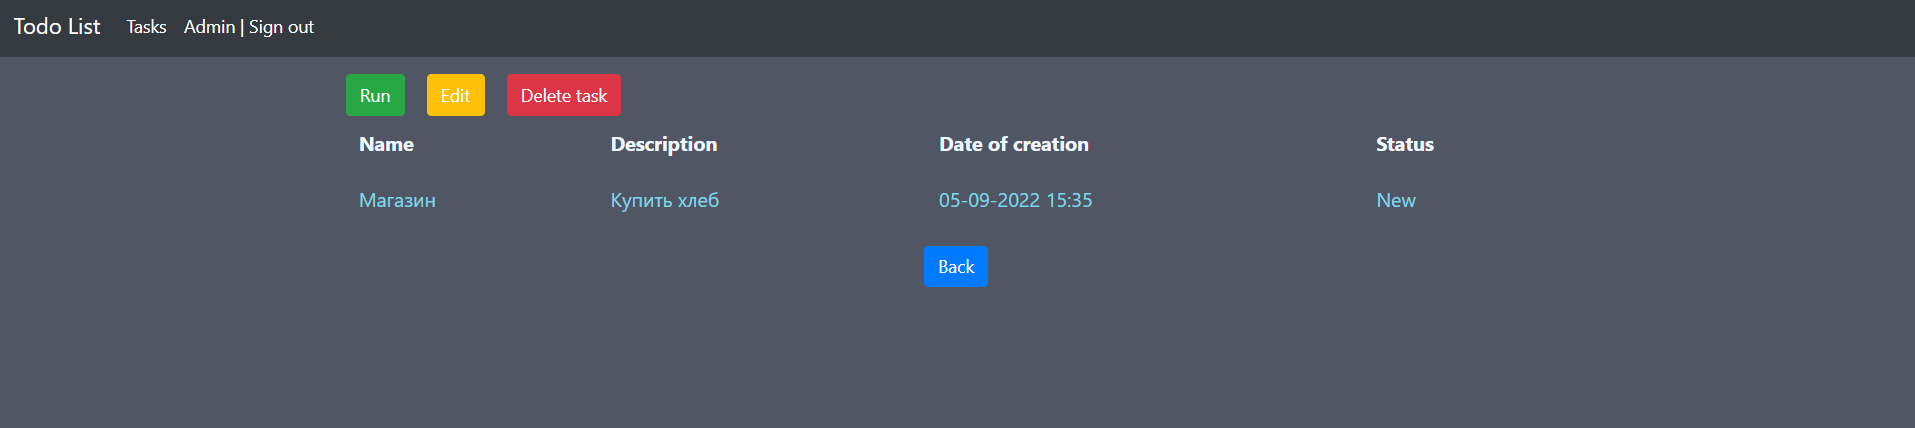 Todo List Tasks Admin | Sign out
Run Edit Delete task
Name Description Date of creation Status
Магазин Купить хлеб 05-09-2022 15:35 New
Back